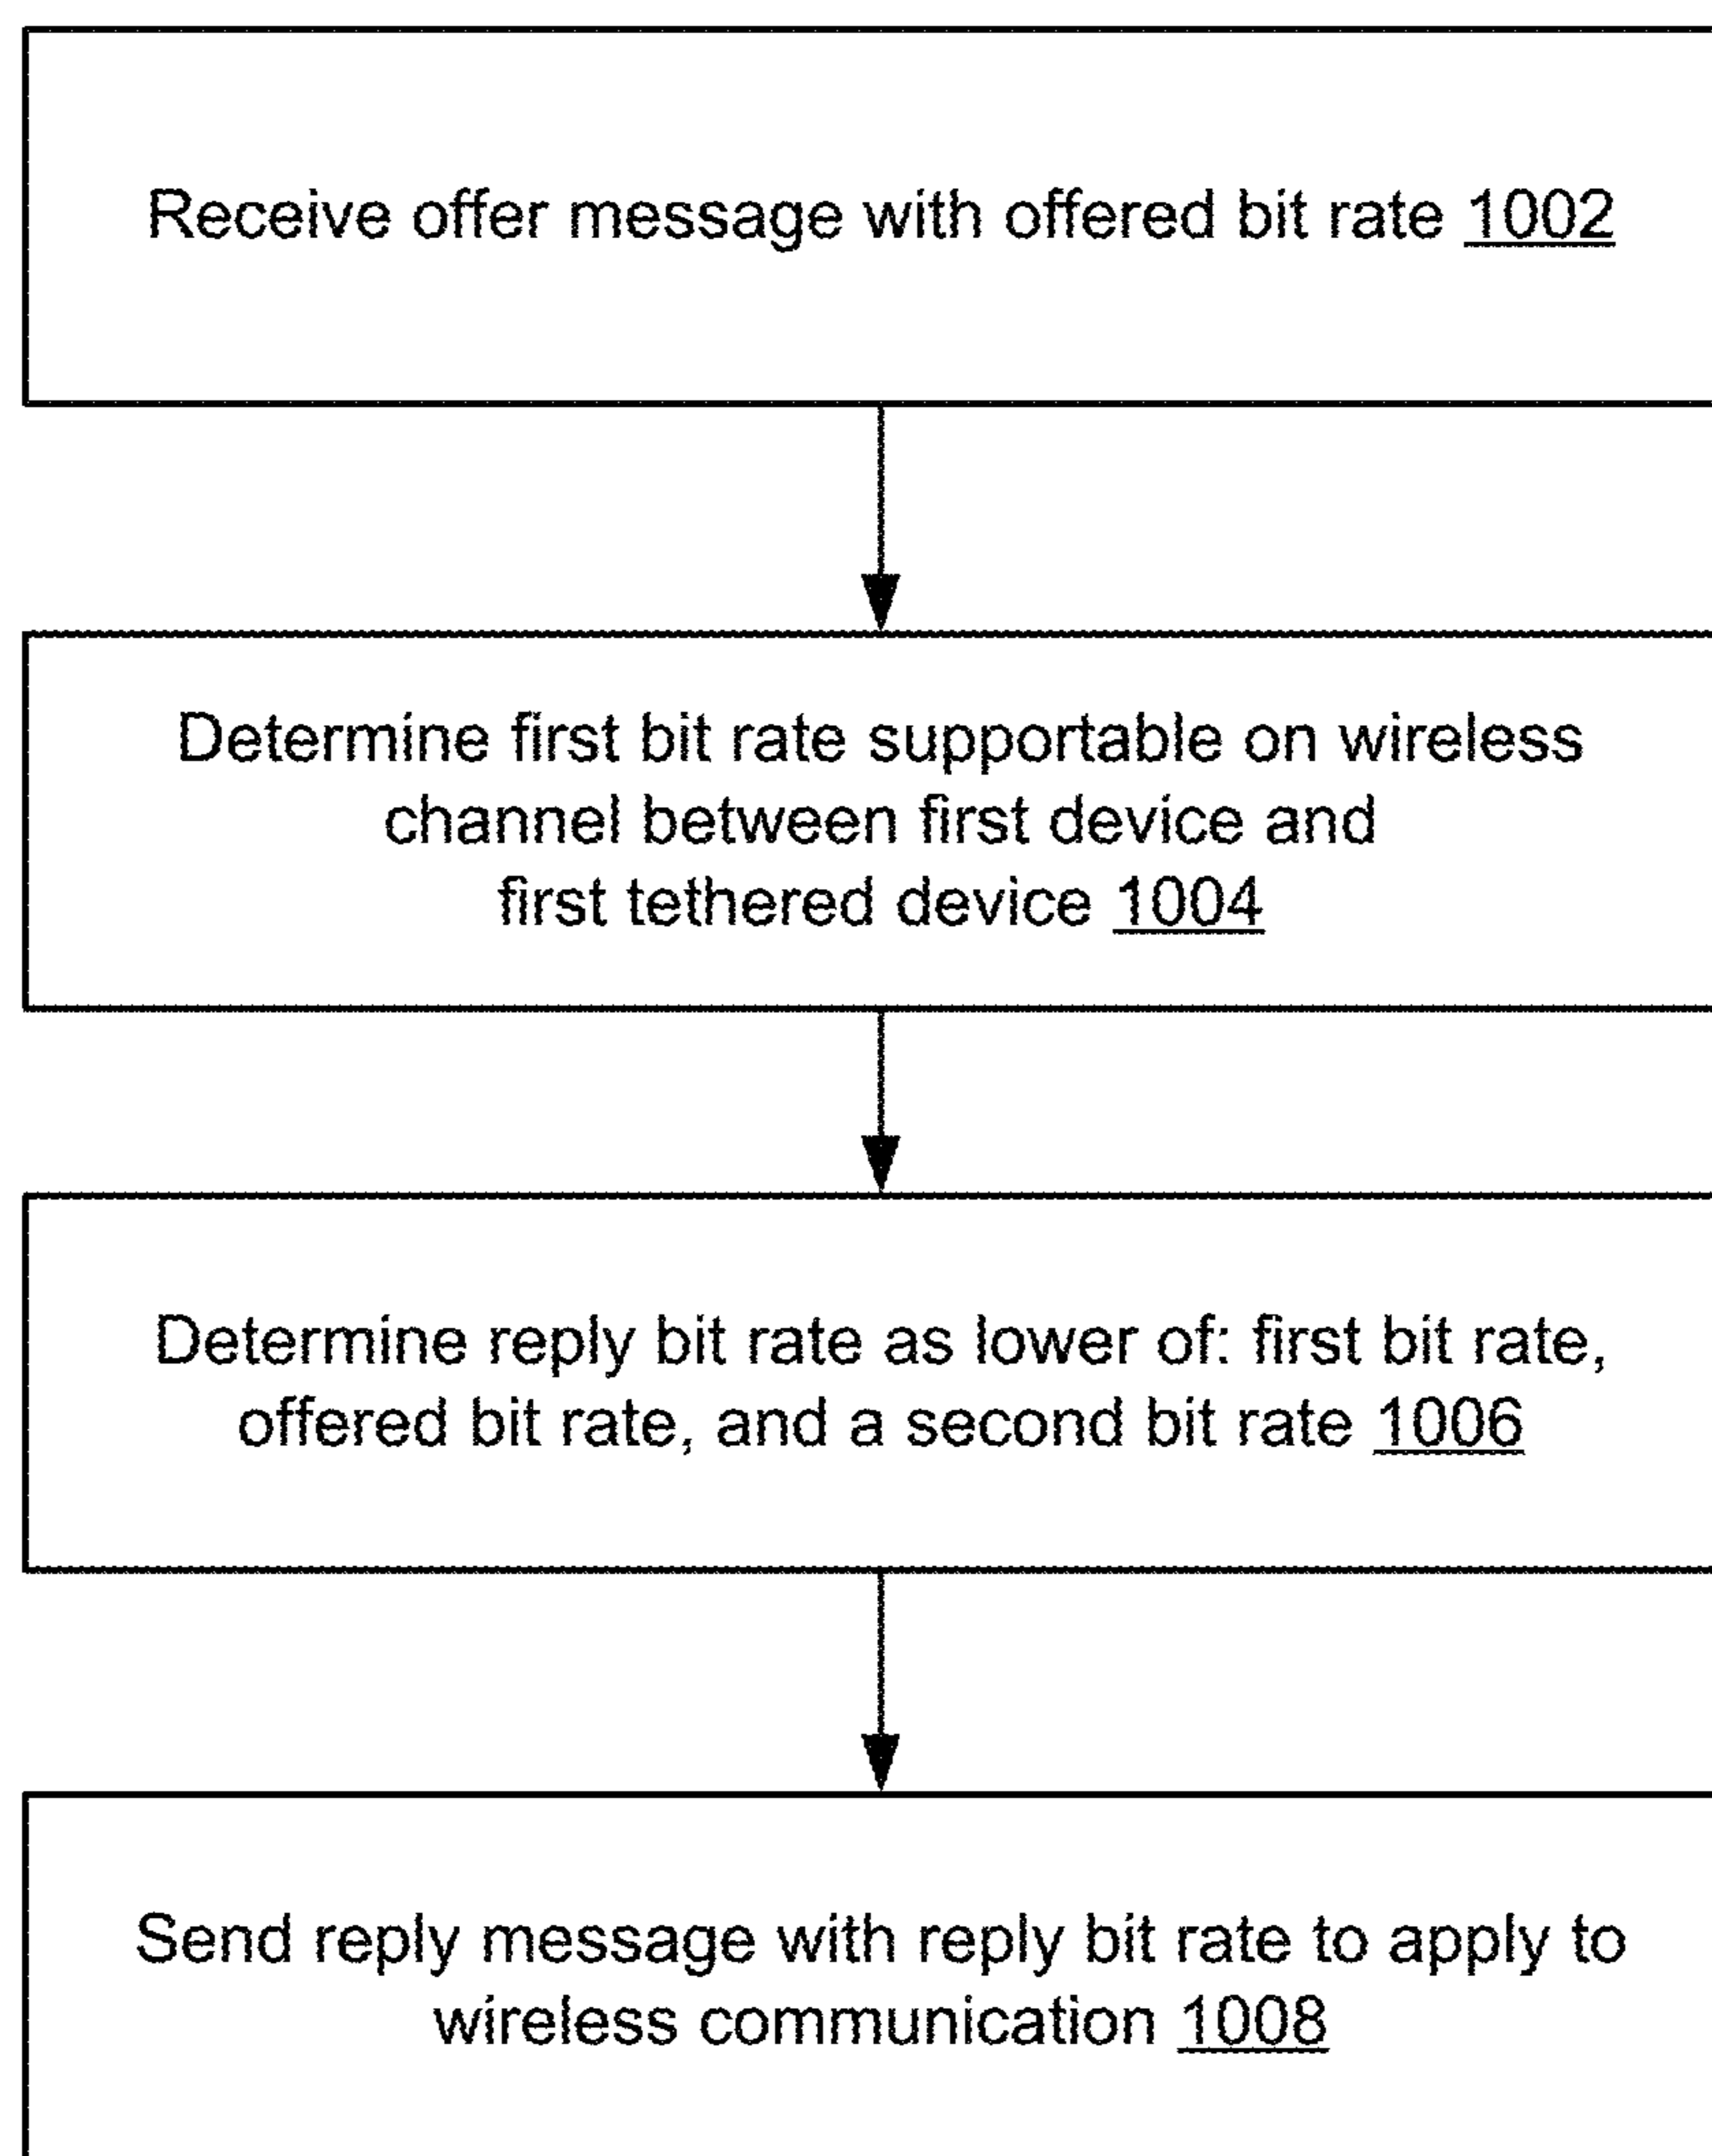 Receive offer message with offered bit rate 1002
Determine first bit rate supportable on wireless
channel between first device and
first tethered device 1004
Determine reply bit rate as lower of: first bit rate,
offered bit rate, and a second bit rate 1006
Send reply message with reply bit rate to apply to
wireless communication 1008